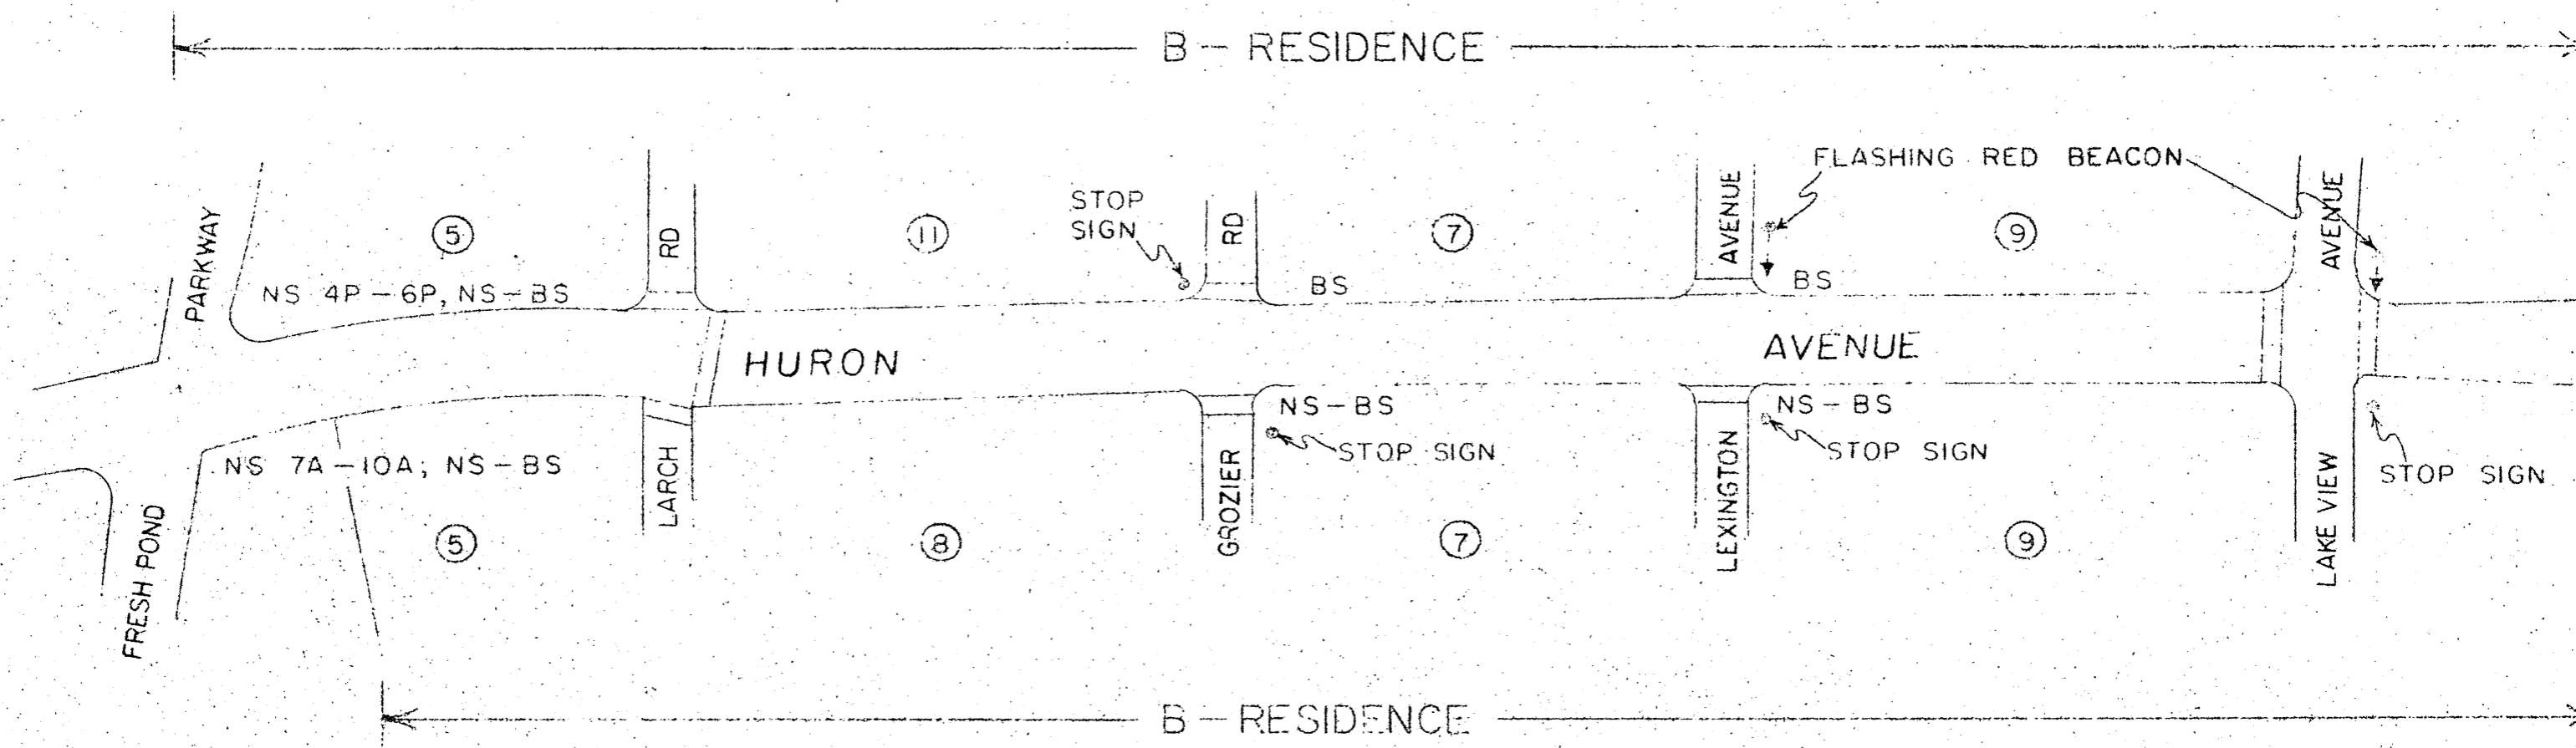 B - RESIDENCE
FLASHING RED BEACON
STOP
SIGN
PARKWAY
5
RD
11
RD
7
AVENUE
9
AVENUE
NS 4P-6P, NS-BS
BS
BS
HURON
AVENUE
NS-BS
NS-BS
STOP SIGN
STOP SIGN
STOP SIGN
NS 7A-10A, NS-BS
FRESH POND
5
LARCH
8
GROZIER
7
LEXINGTON
9
LAKE VIEW
B - RESIDENCE